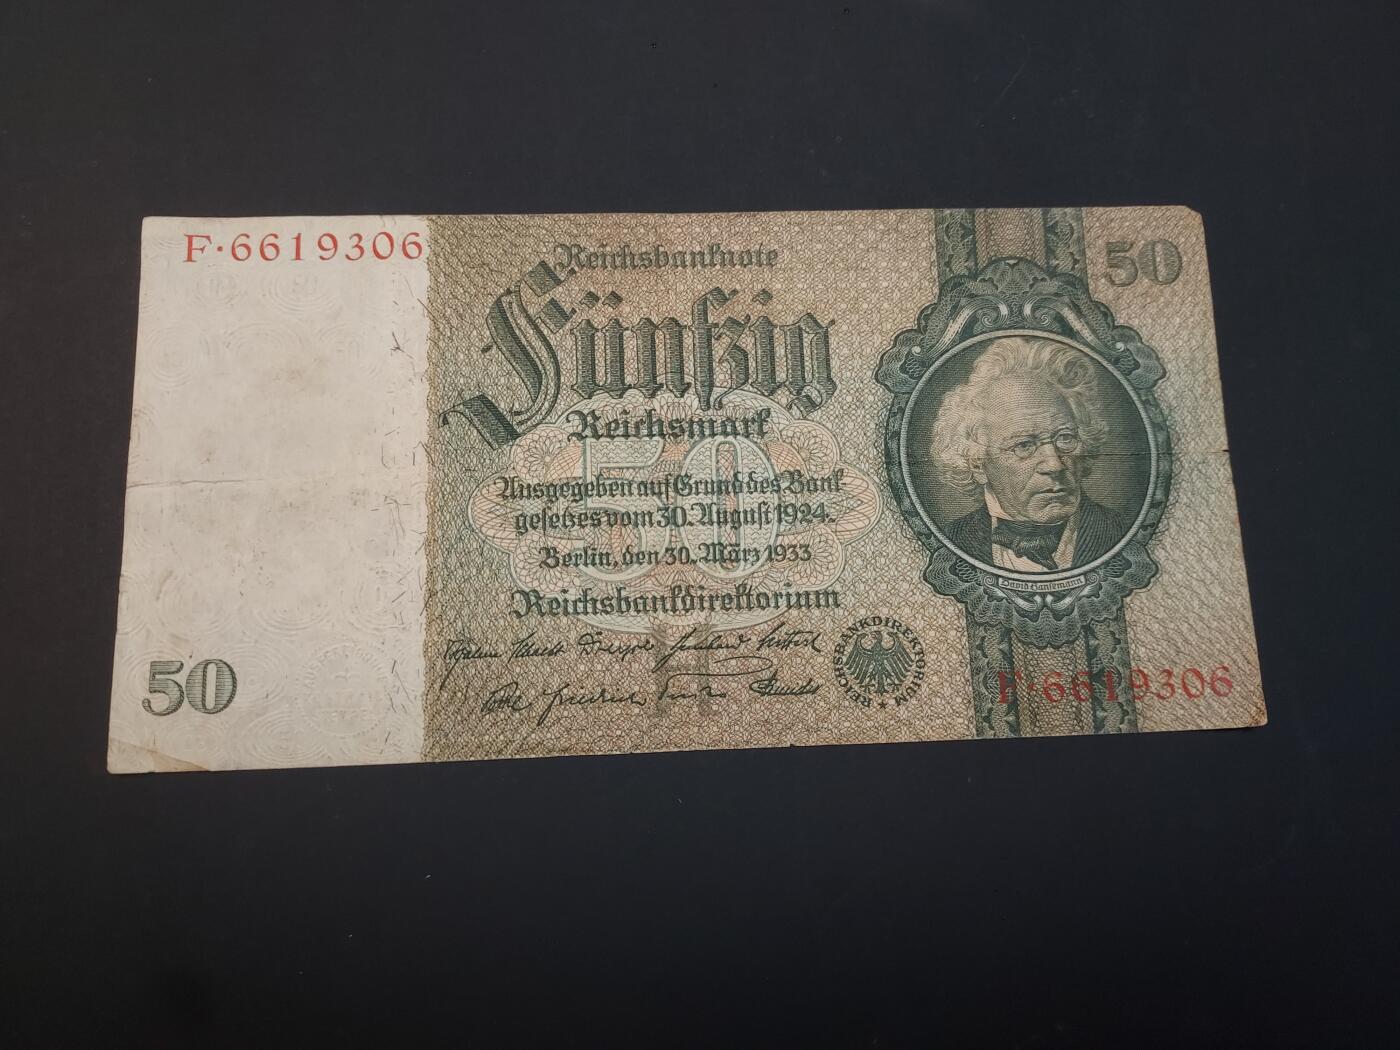 F·6619306
Reichsbanknote
50
Fünfzig
Reichsmark
50
Ausgegeben auf Grund des Bank-
gesetzes vom 30. August 1924.
Berlin, den 30. März 1933
Reichsbankdirektorium
David Hansemann
REICHSBANKDIREKTORIUM
H
50
F·6619306